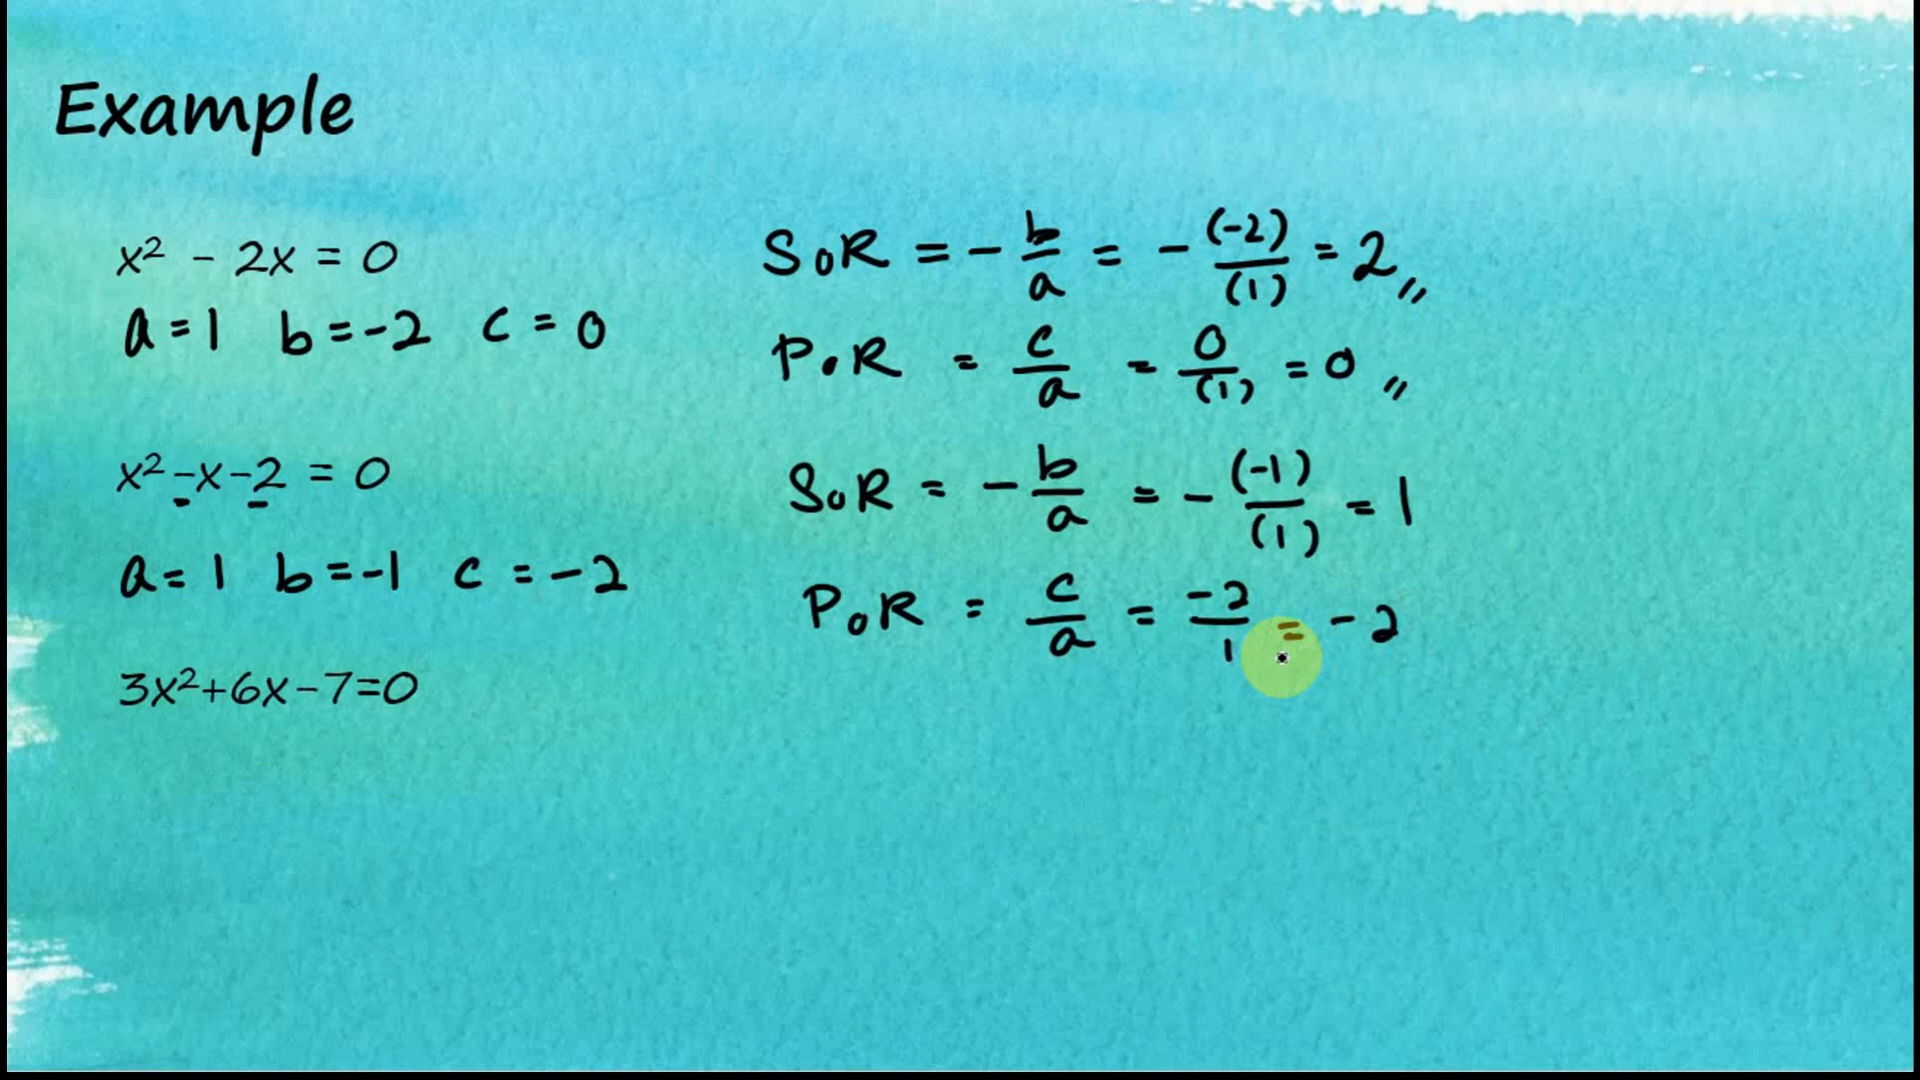 Example
x² - 2x = 0
a = 1 b = -2 c = 0
SoR = - b/a = - (-2)/(1) = 2,,
PoR = c/a = 0/(1) = 0,,
x² -x-2 = 0
a = 1 b = -1 c = -2
SoR = - b/a = - (-1)/(1) = 1
PoR = c/a = -2/1 = -2
3x²+6x-7=0